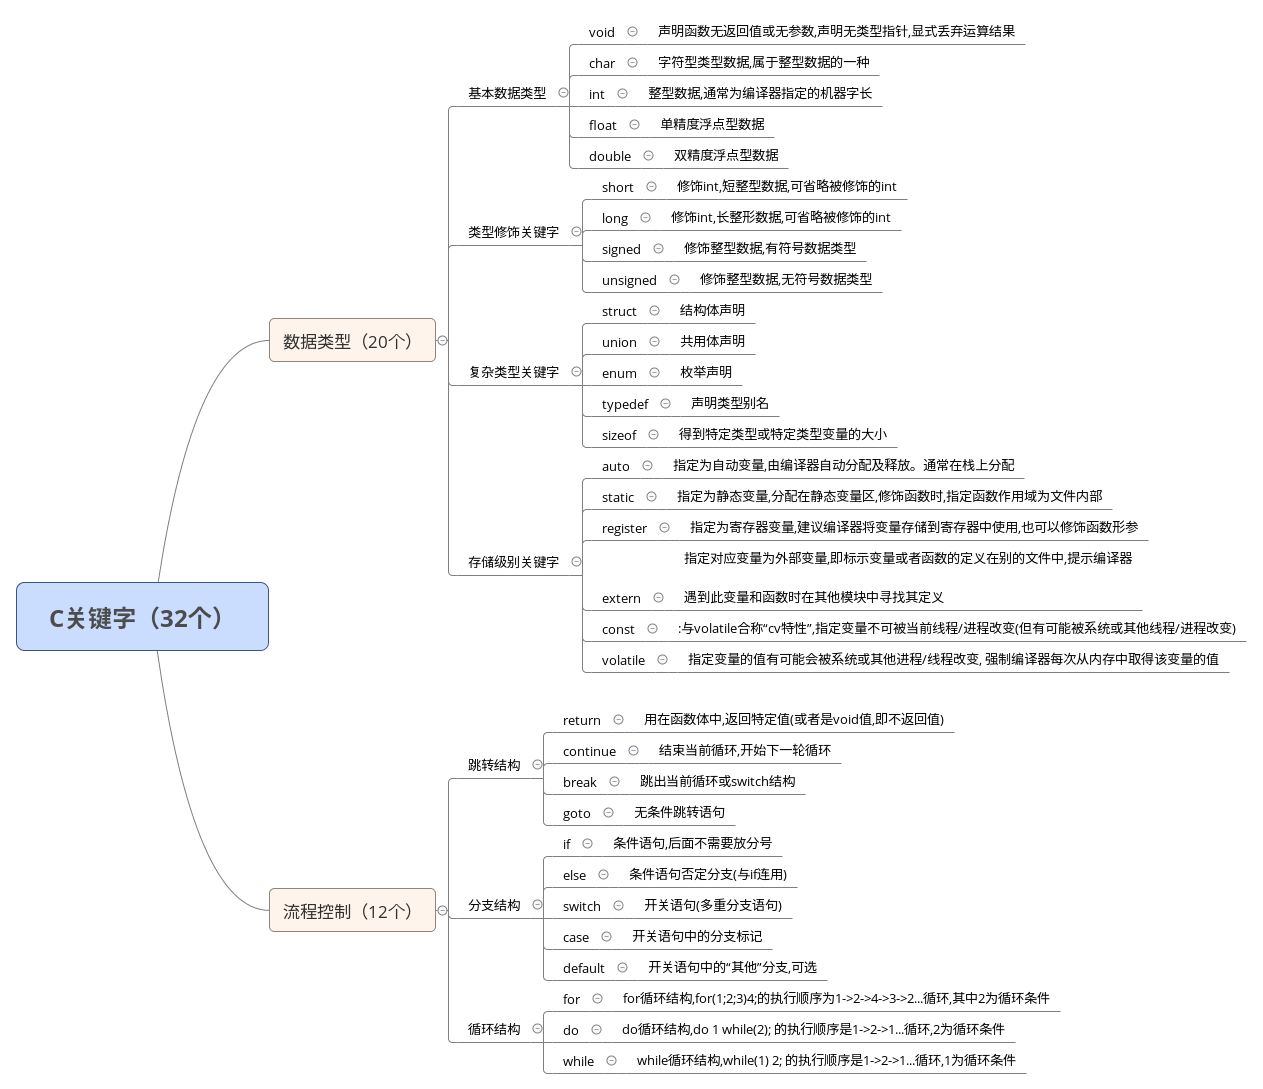 C关键字（32个）
数据类型（20个）
基本数据类型
void 声明函数无返回值或无参数,声明无类型指针,显式丢弃运算结果
char 字符型类型数据,属于整型数据的一种
int 整型数据,通常为编译器指定的机器字长
float 单精度浮点型数据
double 双精度浮点型数据
类型修饰关键字
short 修饰int,短整型数据,可省略被修饰的int
long 修饰int,长整形数据,可省略被修饰的int
signed 修饰整型数据,有符号数据类型
unsigned 修饰整型数据,无符号数据类型
复杂类型关键字
struct 结构体声明
union 共用体声明
enum 枚举声明
typedef 声明类型别名
sizeof 得到特定类型或特定类型变量的大小
存储级别关键字
auto 指定为自动变量,由编译器自动分配及释放。通常在栈上分配
static 指定为静态变量,分配在静态变量区,修饰函数时,指定函数作用域为文件内部
register 指定为寄存器变量,建议编译器将变量存储到寄存器中使用,也可以修饰函数形参
指定对应变量为外部变量,即标示变量或者函数的定义在别的文件中,提示编译器
extern 遇到此变量和函数时在其他模块中寻找其定义
const :与volatile合称“cv特性”,指定变量不可被当前线程/进程改变(但有可能被系统或其他线程/进程改变)
volatile 指定变量的值有可能会被系统或其他进程/线程改变, 强制编译器每次从内存中取得该变量的值
流程控制（12个）
跳转结构
return 用在函数体中,返回特定值(或者是void值,即不返回值)
continue 结束当前循环,开始下一轮循环
break 跳出当前循环或switch结构
goto 无条件跳转语句
分支结构
if 条件语句,后面不需要放分号
else 条件语句否定分支(与if连用)
switch 开关语句(多重分支语句)
case 开关语句中的分支标记
default 开关语句中的“其他”分支,可选
循环结构
for for循环结构,for(1;2;3)4;的执行顺序为1->2->4->3->2...循环,其中2为循环条件
do do循环结构,do 1 while(2); 的执行顺序是1->2->1...循环,2为循环条件
while while循环结构,while(1) 2; 的执行顺序是1->2->1...循环,1为循环条件